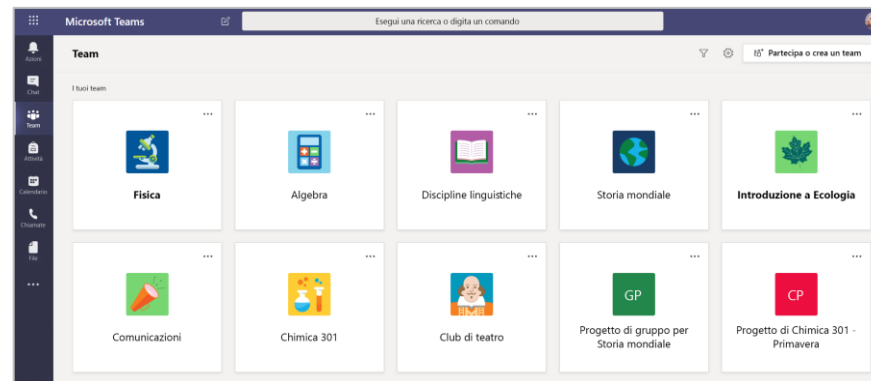 Microsoft Teams
Esegui una ricerca o digita un comando
Azioni
Chat
Team
Attività
Calendario
Chiamate
File
Team
Partecipa o crea un team
I tuoi team
Fisica
Algebra
Discipline linguistiche
Storia mondiale
Introduzione a Ecologia
Comunicazioni
Chimica 301
Club di teatro
GP
Progetto di gruppo per
Storia mondiale
CP
Progetto di Chimica 301 -
Primavera